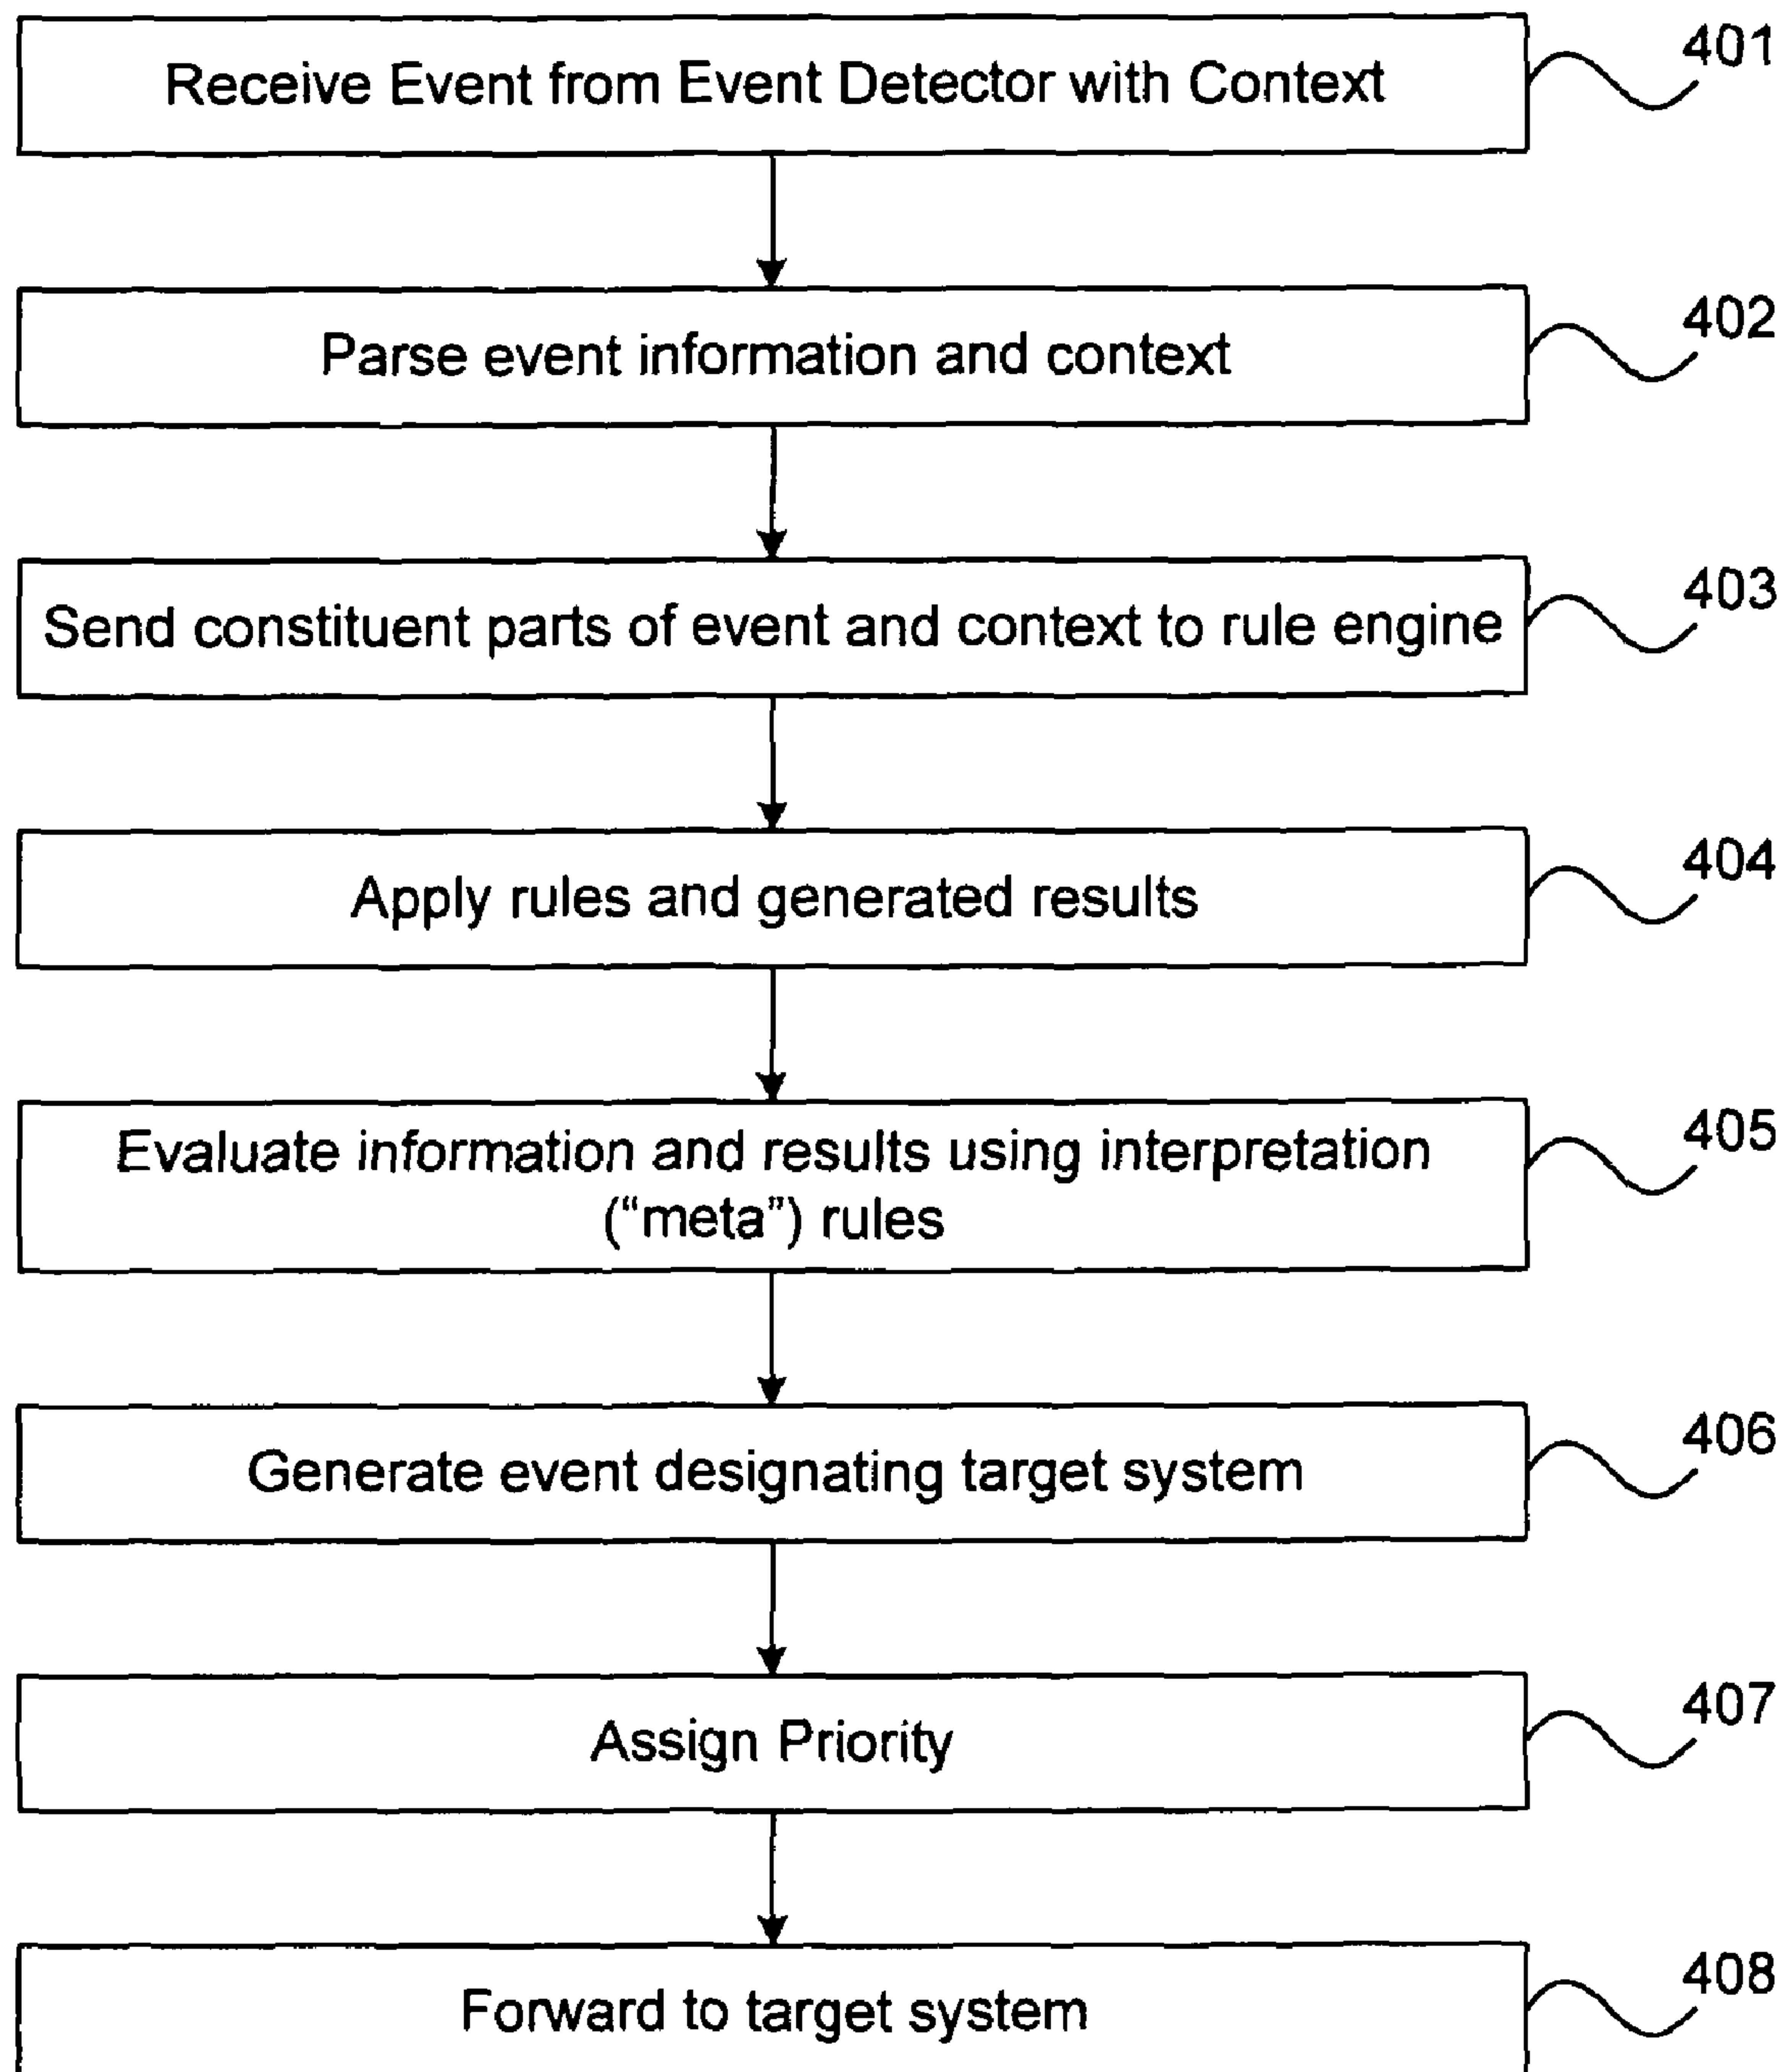 Receive Event from Event Detector with Context
401
Parse event information and context
402
Send constituent parts of event and context to rule engine
403
Apply rules and generated results
404
Evaluate information and results using interpretation
(“meta”) rules
405
Generate event designating target system
406
Assign Priority
407
Forward to target system
408